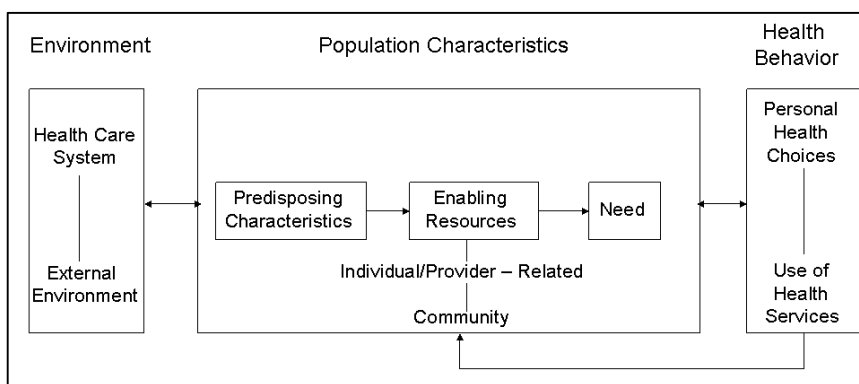 Environment
Population Characteristics
Health
Behavior
Health Care
System
External
Environment
Predisposing
Characteristics
Enabling
Resources
Need
Individual/Provider – Related
Community
Personal
Health
Choices
Use of
Health
Services